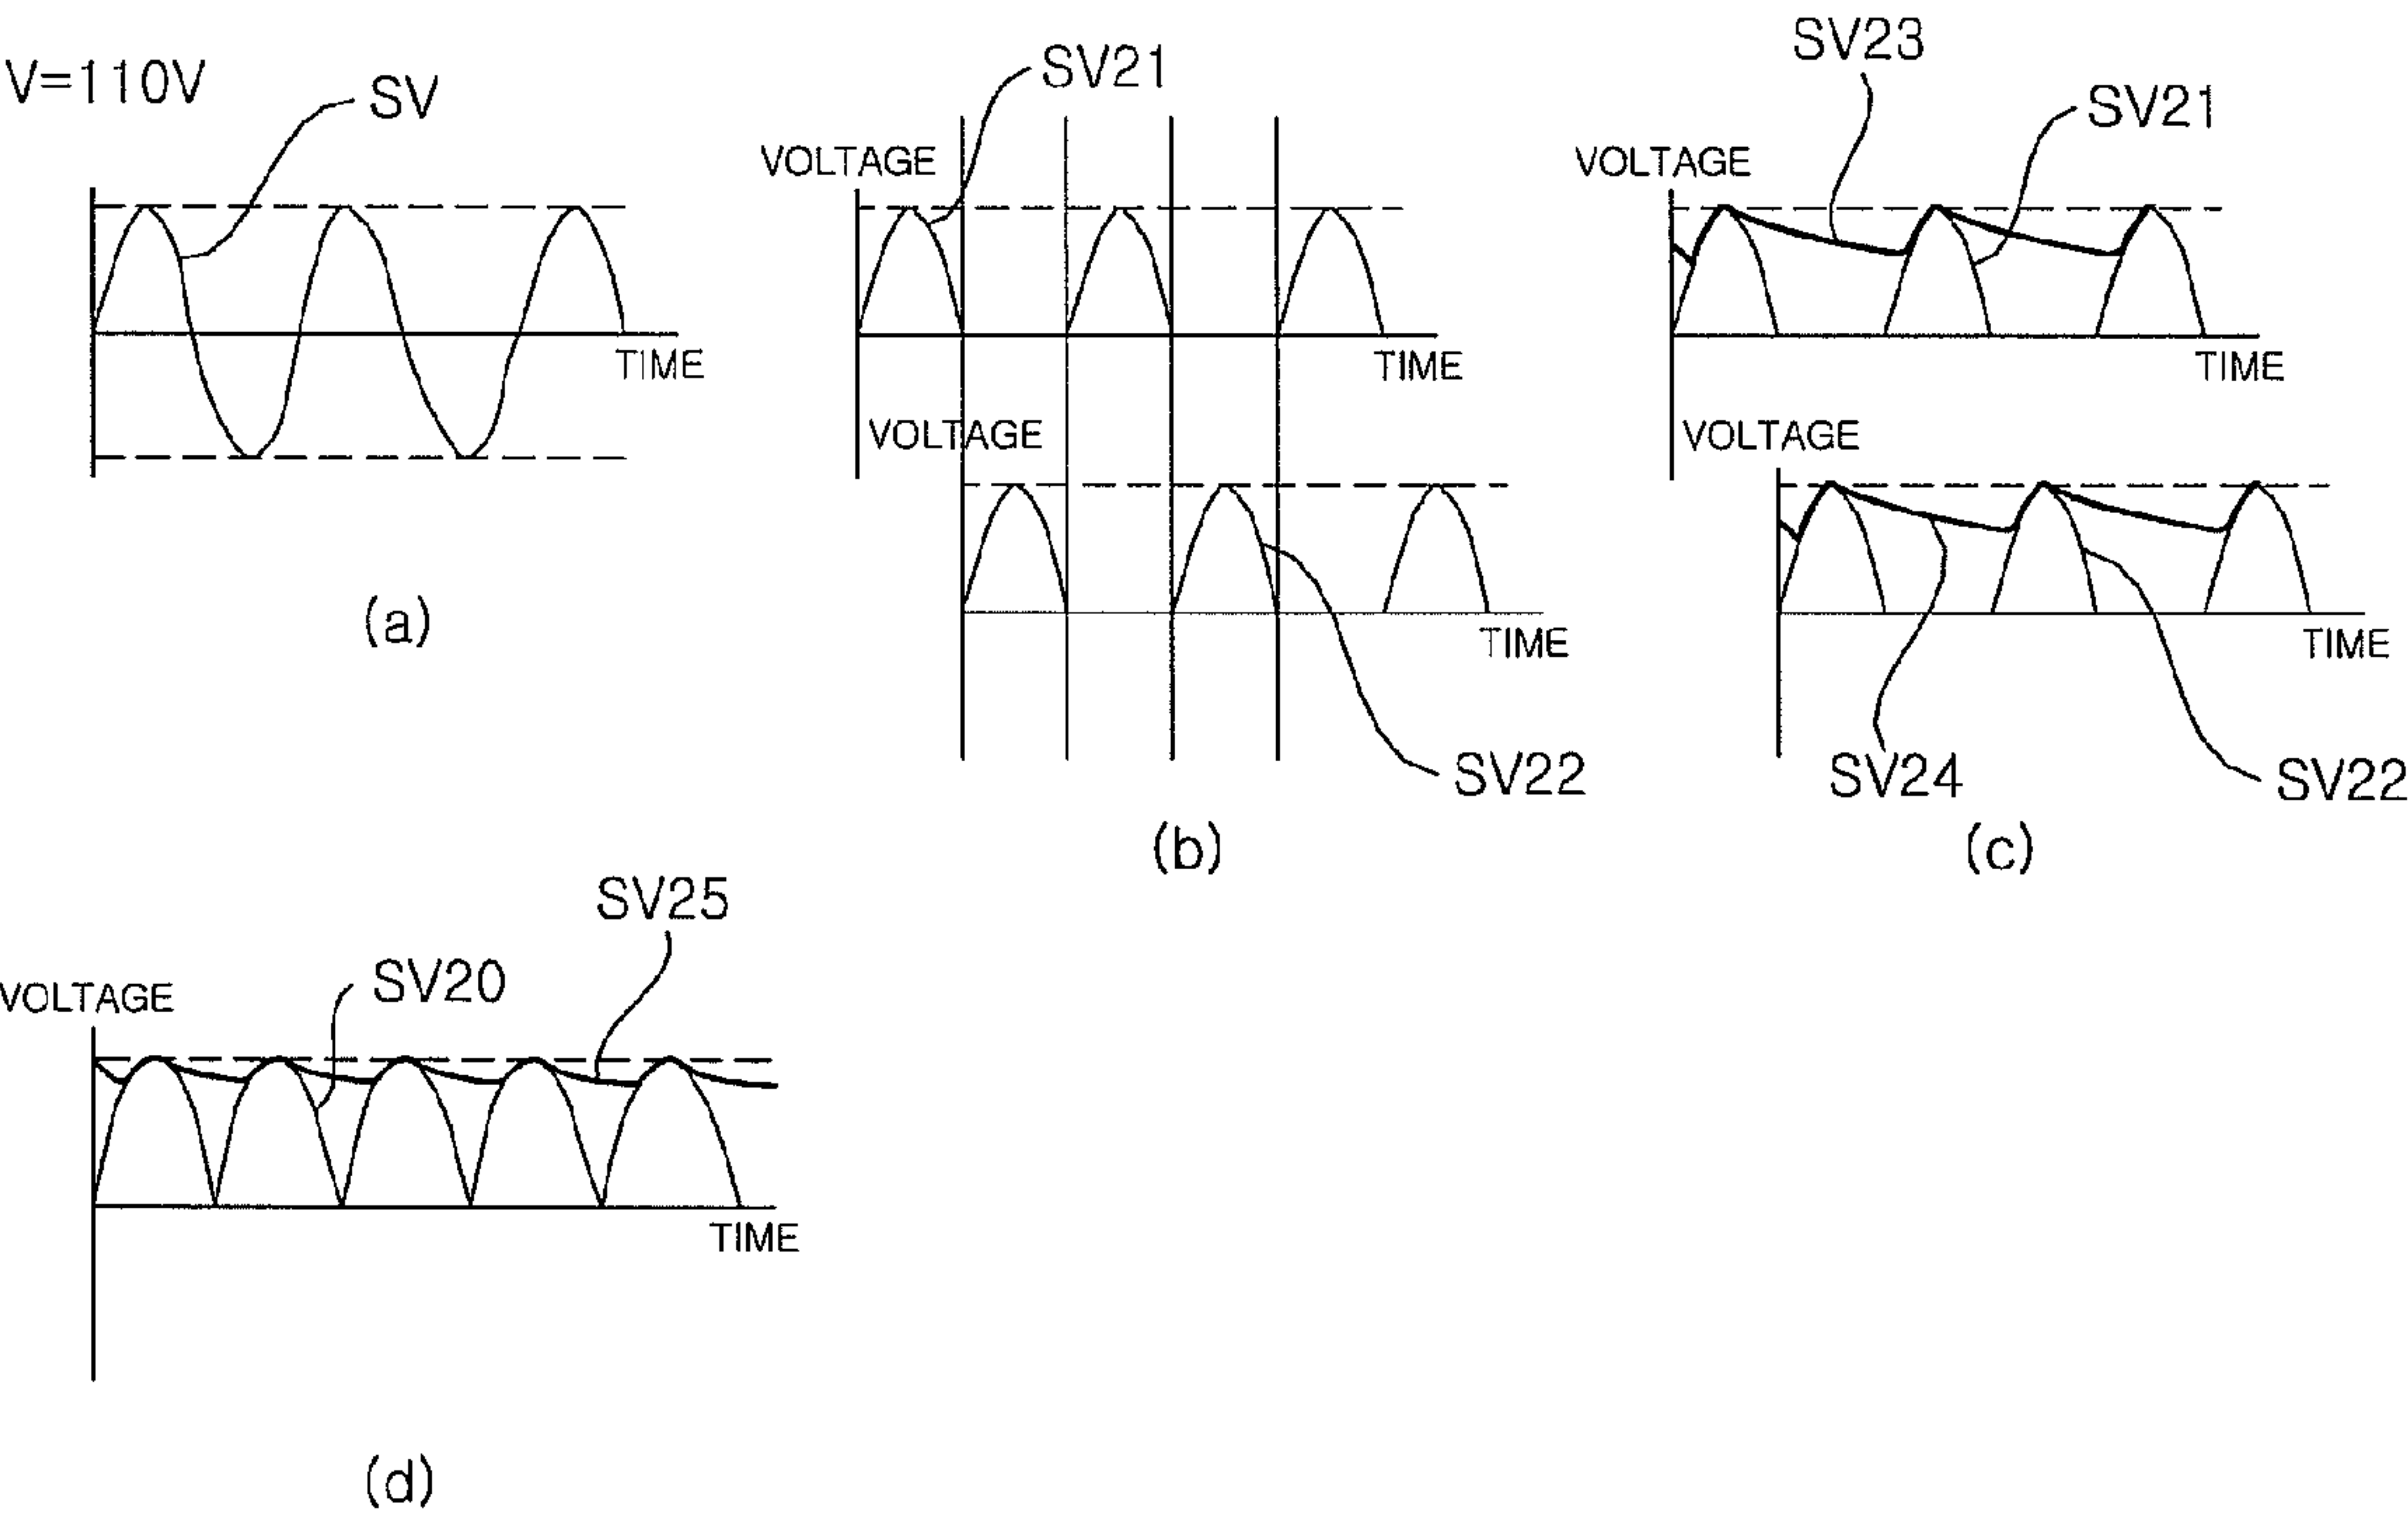 V=110V
SV
TIME
(a)
SV21
VOLTAGE
TIME
VOLTAGE
TIME
SV22
(b)
SV23
SV21
VOLTAGE
TIME
VOLTAGE
TIME
SV24
SV22
(c)
SV25
SV20
VOLTAGE
TIME
(d)